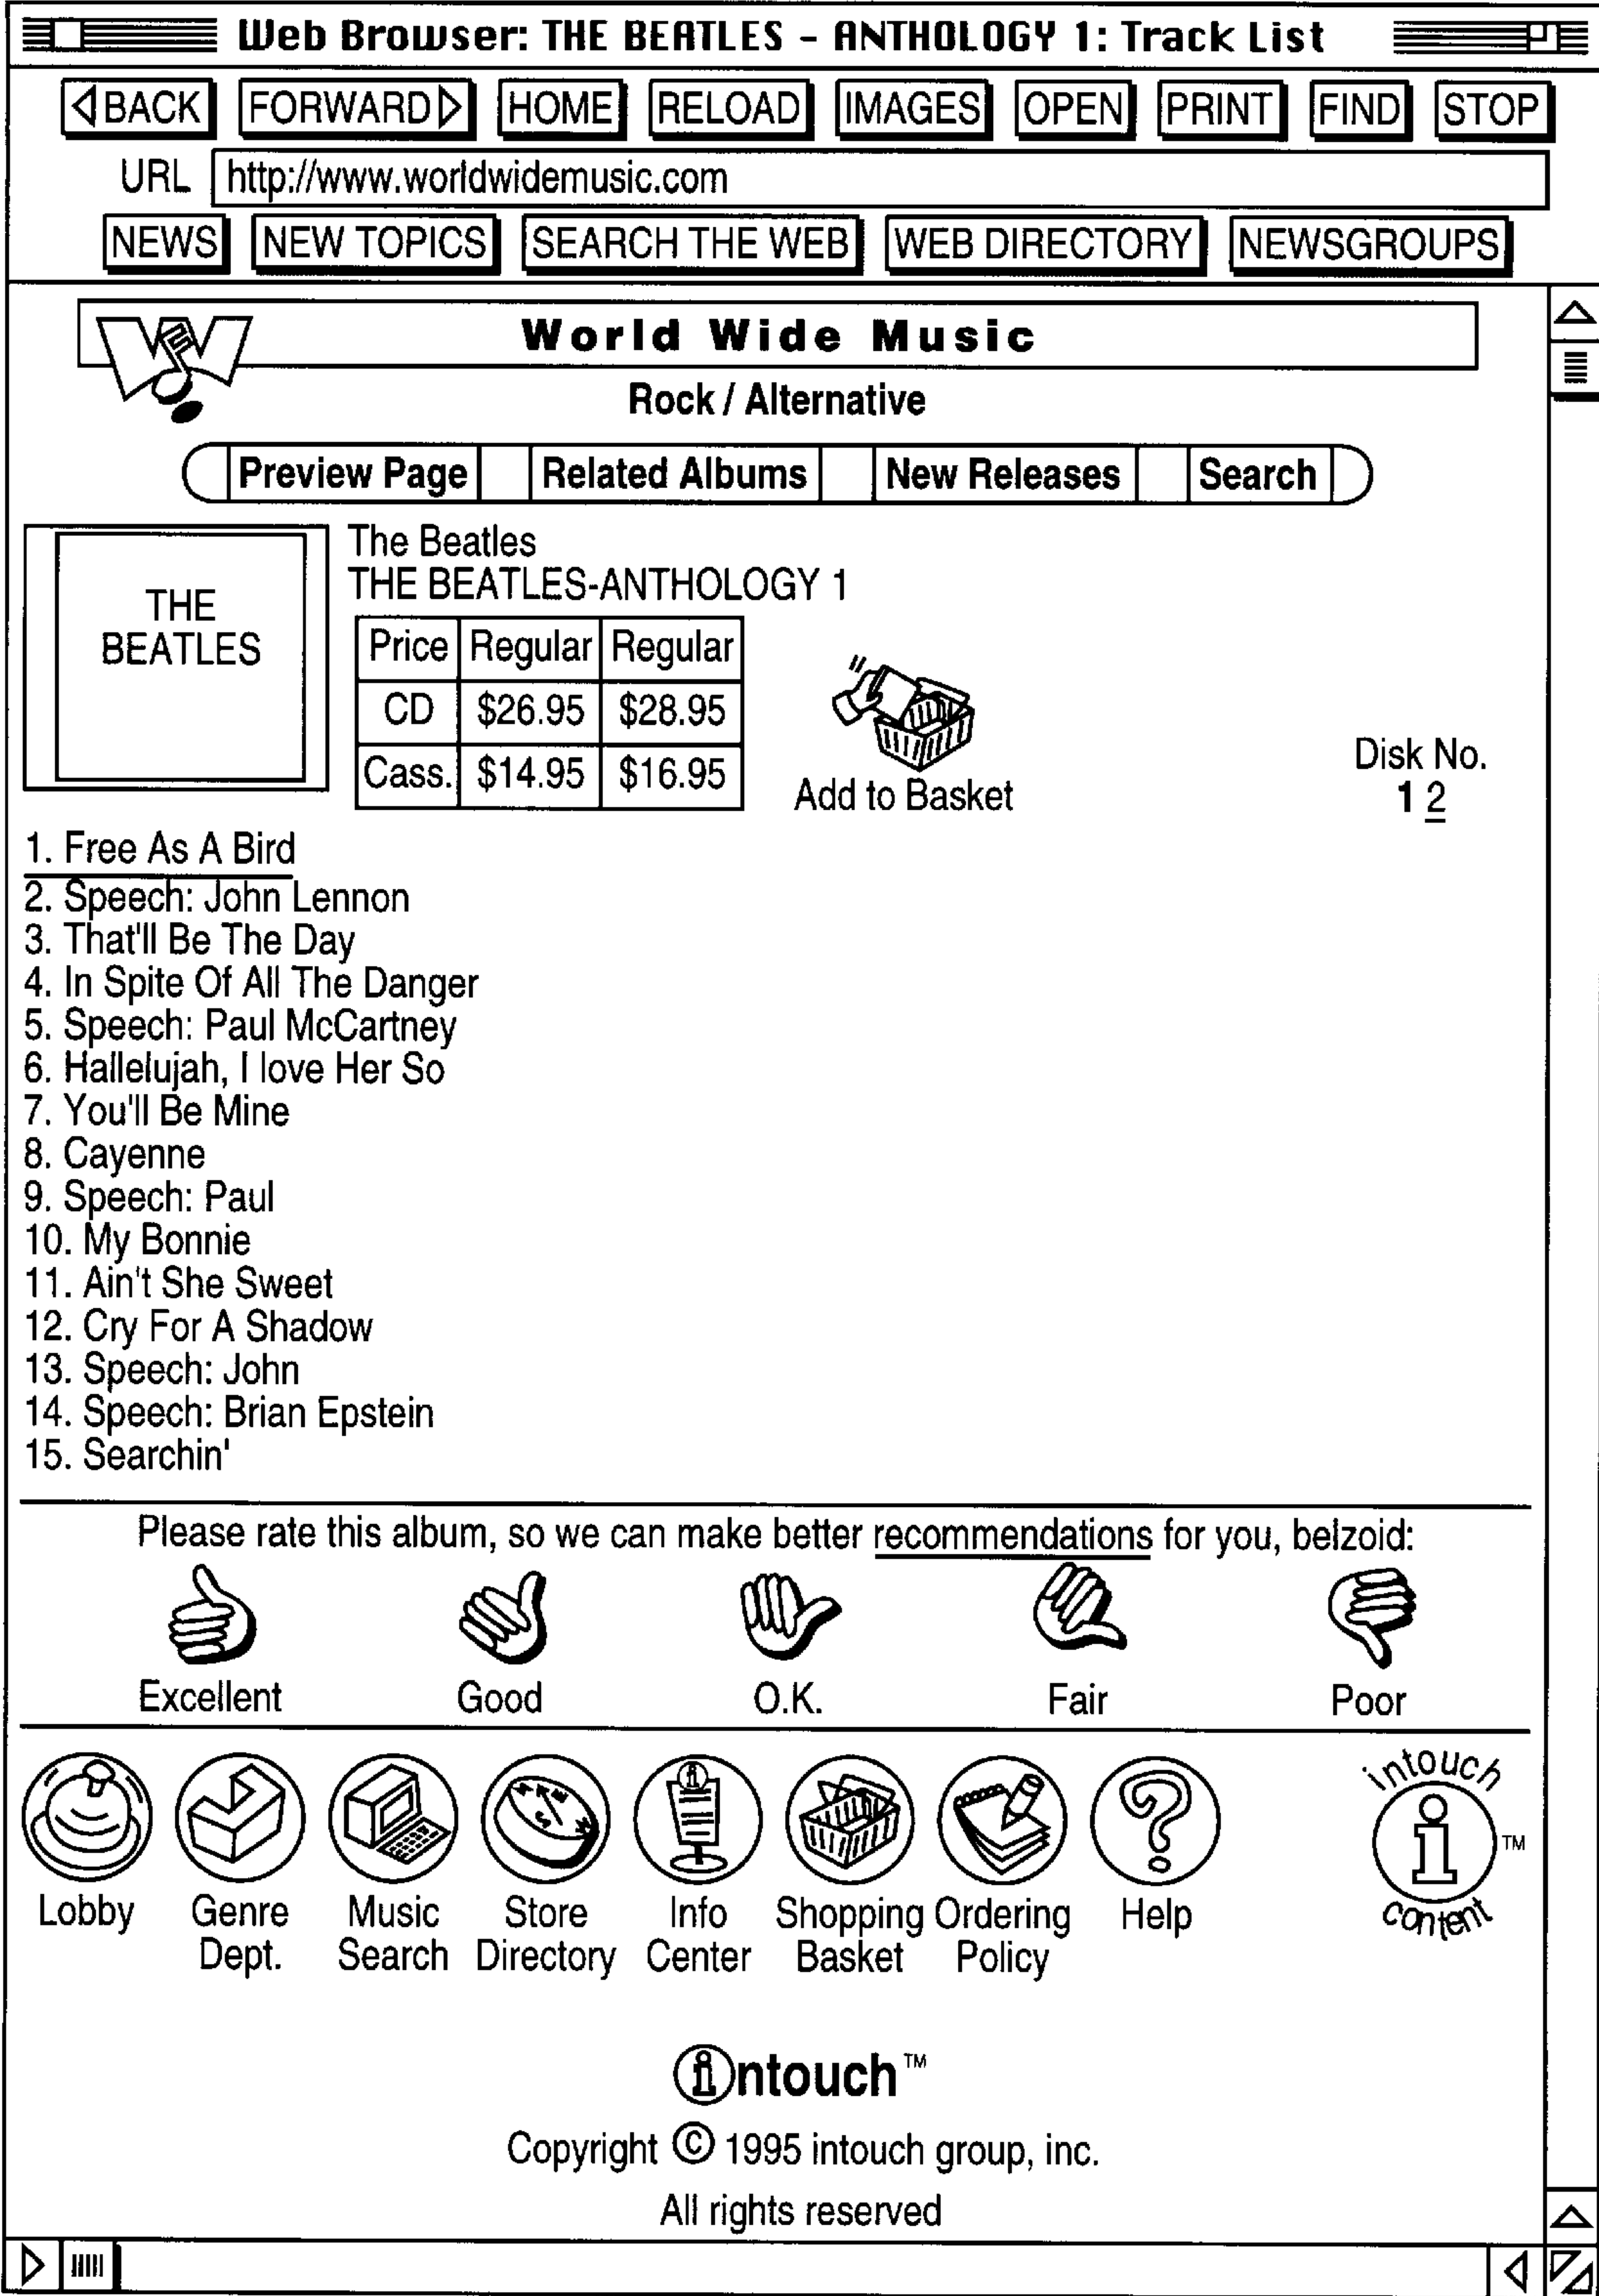 Web Browser: THE BEATLES - ANTHOLOGY 1: Track List
BACK FORWARD HOME RELOAD IMAGES OPEN PRINT FIND STOP
URL http://www.worldwidemusic.com
NEWS NEW TOPICS SEARCH THE WEB WEB DIRECTORY NEWSGROUPS
World Wide Music
Rock / Alternative
Preview Page Related Albums New Releases Search
THE
BEATLES
The Beatles
THE BEATLES-ANTHOLOGY 1
Price Regular Regular
CD $26.95 $28.95
Cass. $14.95 $16.95
Add to Basket
Disk No.
1 2
1. Free As A Bird
2. Speech: John Lennon
3. That'll Be The Day
4. In Spite Of All The Danger
5. Speech: Paul McCartney
6. Hallelujah, I love Her So
7. You'll Be Mine
8. Cayenne
9. Speech: Paul
10. My Bonnie
11. Ain't She Sweet
12. Cry For A Shadow
13. Speech: John
14. Speech: Brian Epstein
15. Searchin'
Please rate this album, so we can make better recommendations for you, belzoid:
Excellent Good O.K. Fair Poor
Lobby Genre Dept. Music Search Store Directory Info Center Shopping Basket Ordering Policy Help
intouch
i TM
content
intouch TM
Copyright © 1995 intouch group, inc.
All rights reserved